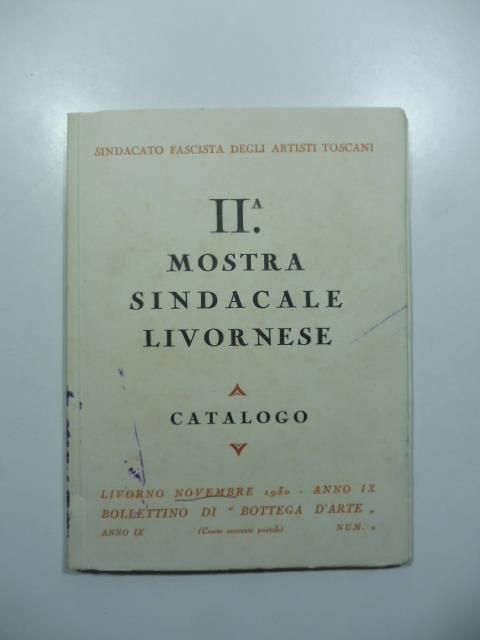 SINDACATO FASCISTA DEGLI ARTISTI TOSCANI
II.A
MOSTRA
SINDACALE
LIVORNESE
CATALOGO
LIVORNO NOVEMBRE 1930 - ANNO IX
BOLLETTINO DI "BOTTEGA D'ARTE„
ANNO IX (Conto corrente postale) NUM. 9